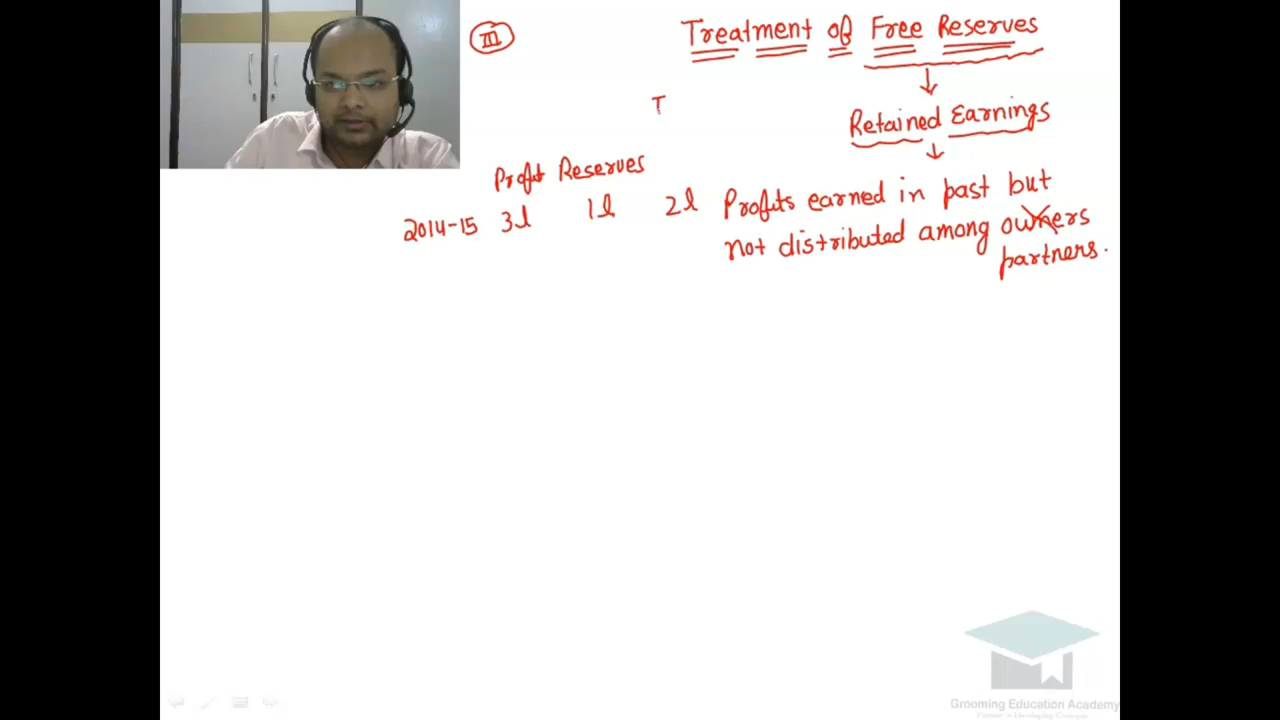 III
Treatment of Free Reserves
T
Retained Earnings
Profit Reserves
2014-15 3l 1l 2l
Profits earned in past but
not distributed among owners
partners.
Grooming Education Academy